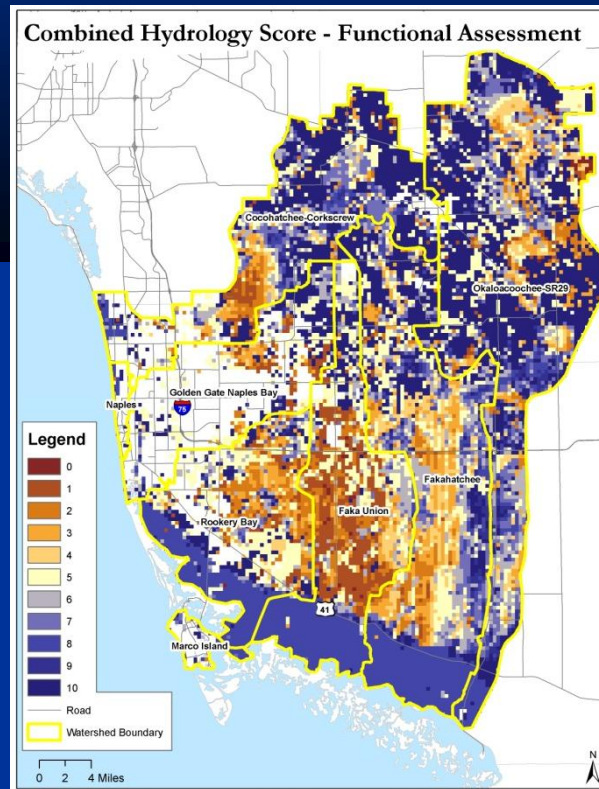 Combined Hydrology Score - Functional Assessment
Cocohatchee-Corkscrew
Okaloacoochee-SR29
Golden Gate Naples Bay
Naples
75
Legend
0
1
2
3
4
5
6
7
8
9
10
Road
Watershed Boundary
Fakahatchee
Faka Union
Rookery Bay
41
Marco Island
0 2 4 Miles
N